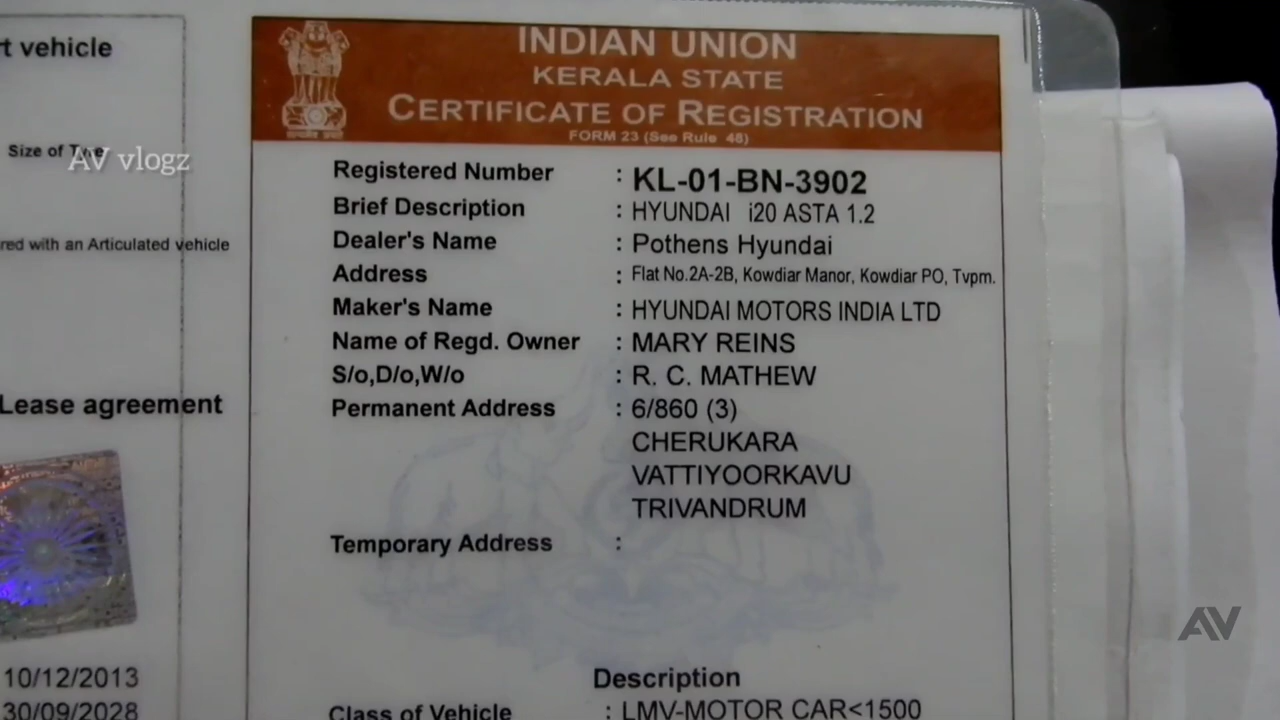 rt vehicle
Size of Type
AV vlogz
red with an Articulated vehicle
Lease agreement
10/12/2013
30/09/2028
INDIAN UNION
KERALA STATE
CERTIFICATE OF REGISTRATION
FORM 23 (See Rule 48)
Registered Number : KL-01-BN-3902
Brief Description : HYUNDAI i20 ASTA 1.2
Dealer's Name : Pothens Hyundai
Address : Flat No.2A-2B, Kowdiar Manor, Kowdiar PO, Tvpm.
Maker's Name : HYUNDAI MOTORS INDIA LTD
Name of Regd. Owner : MARY REINS
S/o,D/o,W/o : R. C. MATHEW
Permanent Address : 6/860 (3)
CHERUKARA
VATTIYOORKAVU
TRIVANDRUM
Temporary Address :
Description
Class of Vehicle : LMV-MOTOR CAR<1500
AV